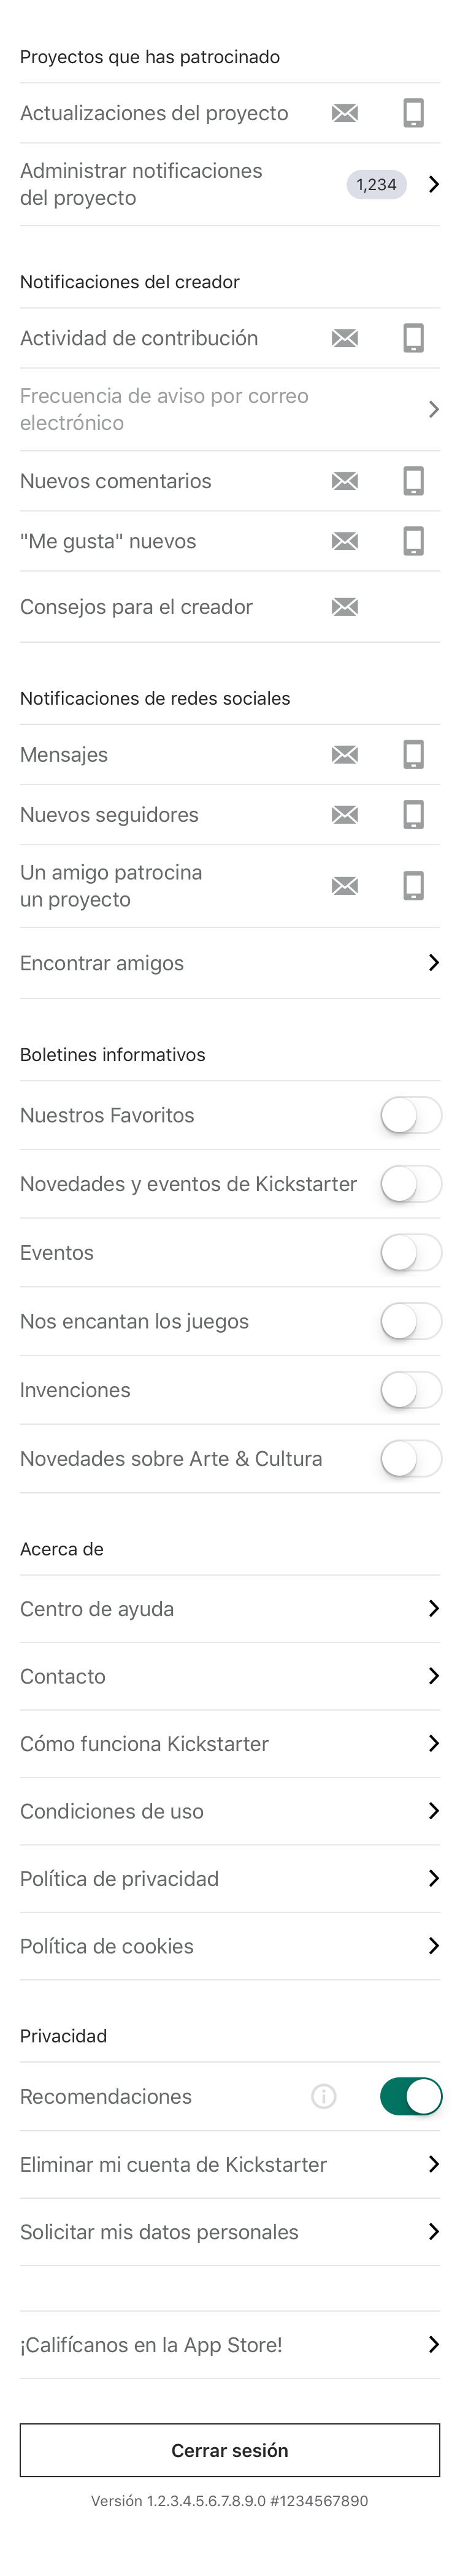 Proyectos que has patrocinado
Actualizaciones del proyecto
Administrar notificaciones
del proyecto
1,234
Notificaciones del creador
Actividad de contribución
Frecuencia de aviso por correo
electrónico
Nuevos comentarios
"Me gusta" nuevos
Consejos para el creador
Notificaciones de redes sociales
Mensajes
Nuevos seguidores
Un amigo patrocina
un proyecto
Encontrar amigos
Boletines informativos
Nuestros Favoritos
Novedades y eventos de Kickstarter
Eventos
Nos encantan los juegos
Invenciones
Novedades sobre Arte & Cultura
Acerca de
Centro de ayuda
Contacto
Cómo funciona Kickstarter
Condiciones de uso
Política de privacidad
Política de cookies
Privacidad
Recomendaciones
Eliminar mi cuenta de Kickstarter
Solicitar mis datos personales
¡Califícanos en la App Store!
Cerrar sesión
Versión 1.2.3.4.5.6.7.8.9.0 #1234567890